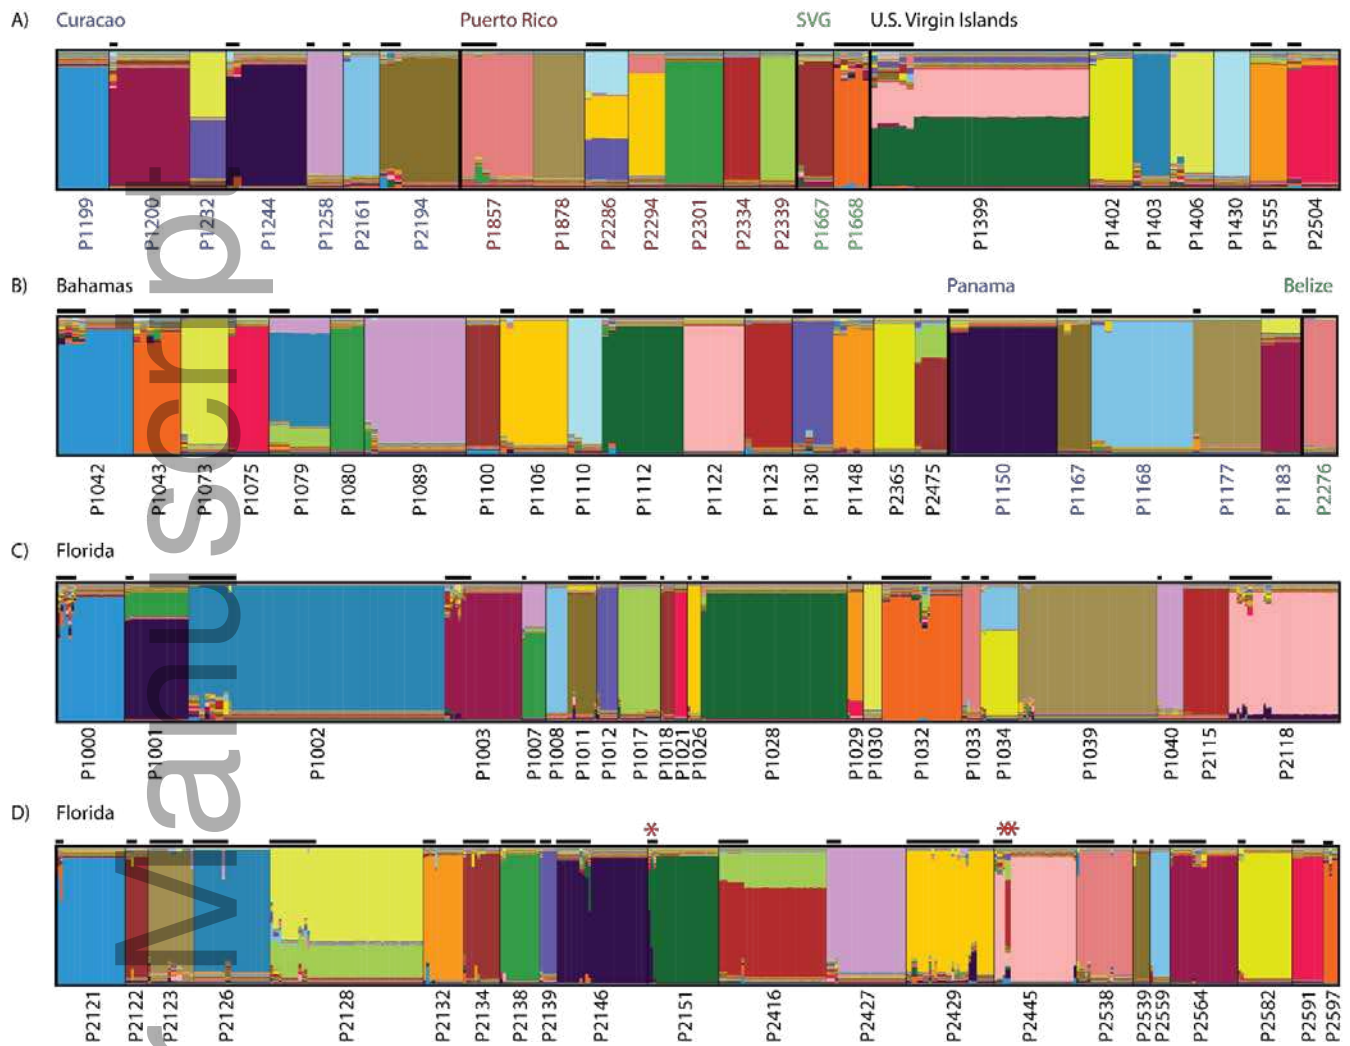 A) Curacao Puerto Rico SVG U.S. Virgin Islands
P1199 P1200 P1232 P1244 P1258 P2161 P2194 P1857 P1878 P2286 P2294 P2301 P2334 P2339 P1667 P1668 P1399 P1402 P1403 P1406 P1430 P1555 P2504
B) Bahamas Panama Belize
P1042 P1043 P1073 P1075 P1079 P1080 P1089 P1100 P1106 P1110 P1112 P1122 P1123 P1130 P1148 P2365 P2475 P1150 P1167 P1168 P1177 P1183 P2276
C) Florida
P1000 P1001 P1002 P1003 P1007 P1008 P1011 P1012 P1017 P1018 P1021 P1026 P1028 P1029 P1030 P1032 P1033 P1034 P1039 P1040 P2115 P2118
D) Florida * **
P2121 P2122 P2123 P2126 P2128 P2132 P2134 P2138 P2139 P2146 P2151 P2416 P2427 P2429 P2445 P2538 P2539 P2559 P2564 P2582 P2591 P2597
Manuscript